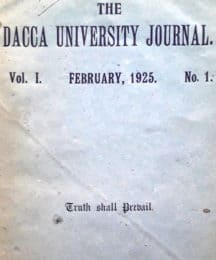 THE
DACCA UNIVERSITY JOURNAL.
Vol. I. FEBRUARY, 1925. No. 1.
Truth shall Prevail.